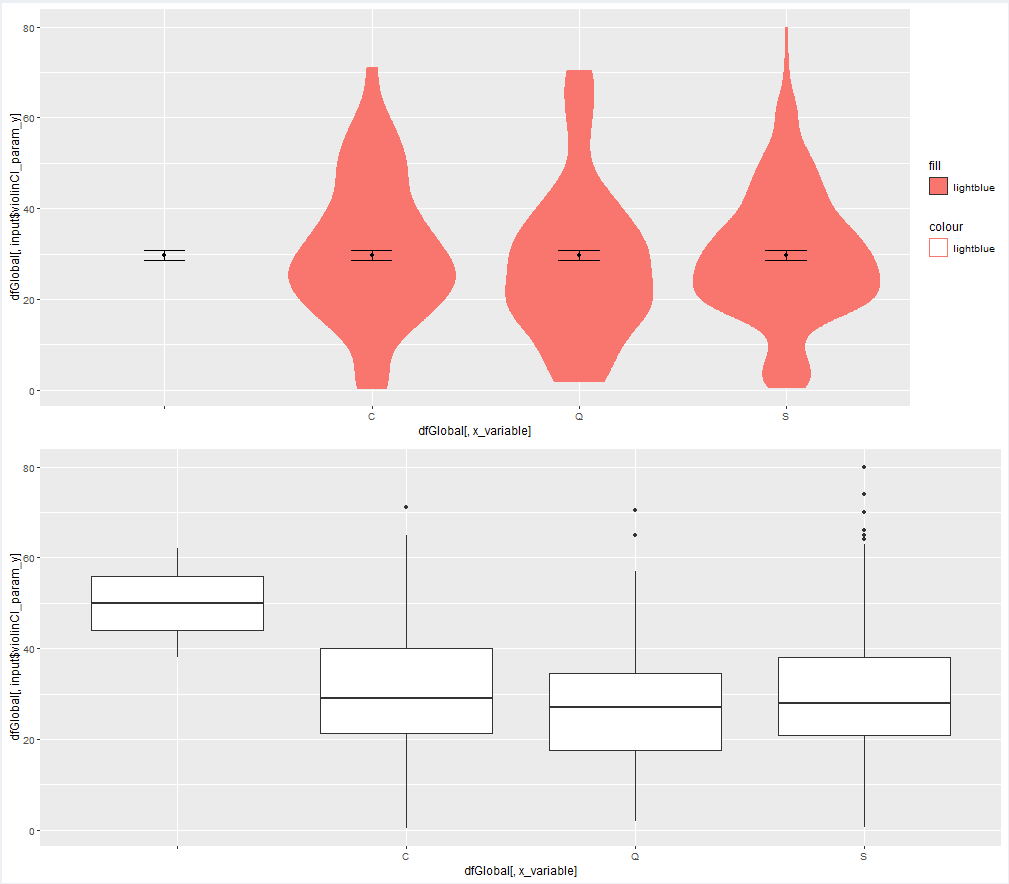 dfGlobal[, input$violinCI_param_y]
80
60
40
20
0
C
Q
S
dfGlobal[, x_variable]
fill
lightblue
colour
lightblue
dfGlobal[, input$violinCI_param_y]
80
60
40
20
0
C
Q
S
dfGlobal[, x_variable]